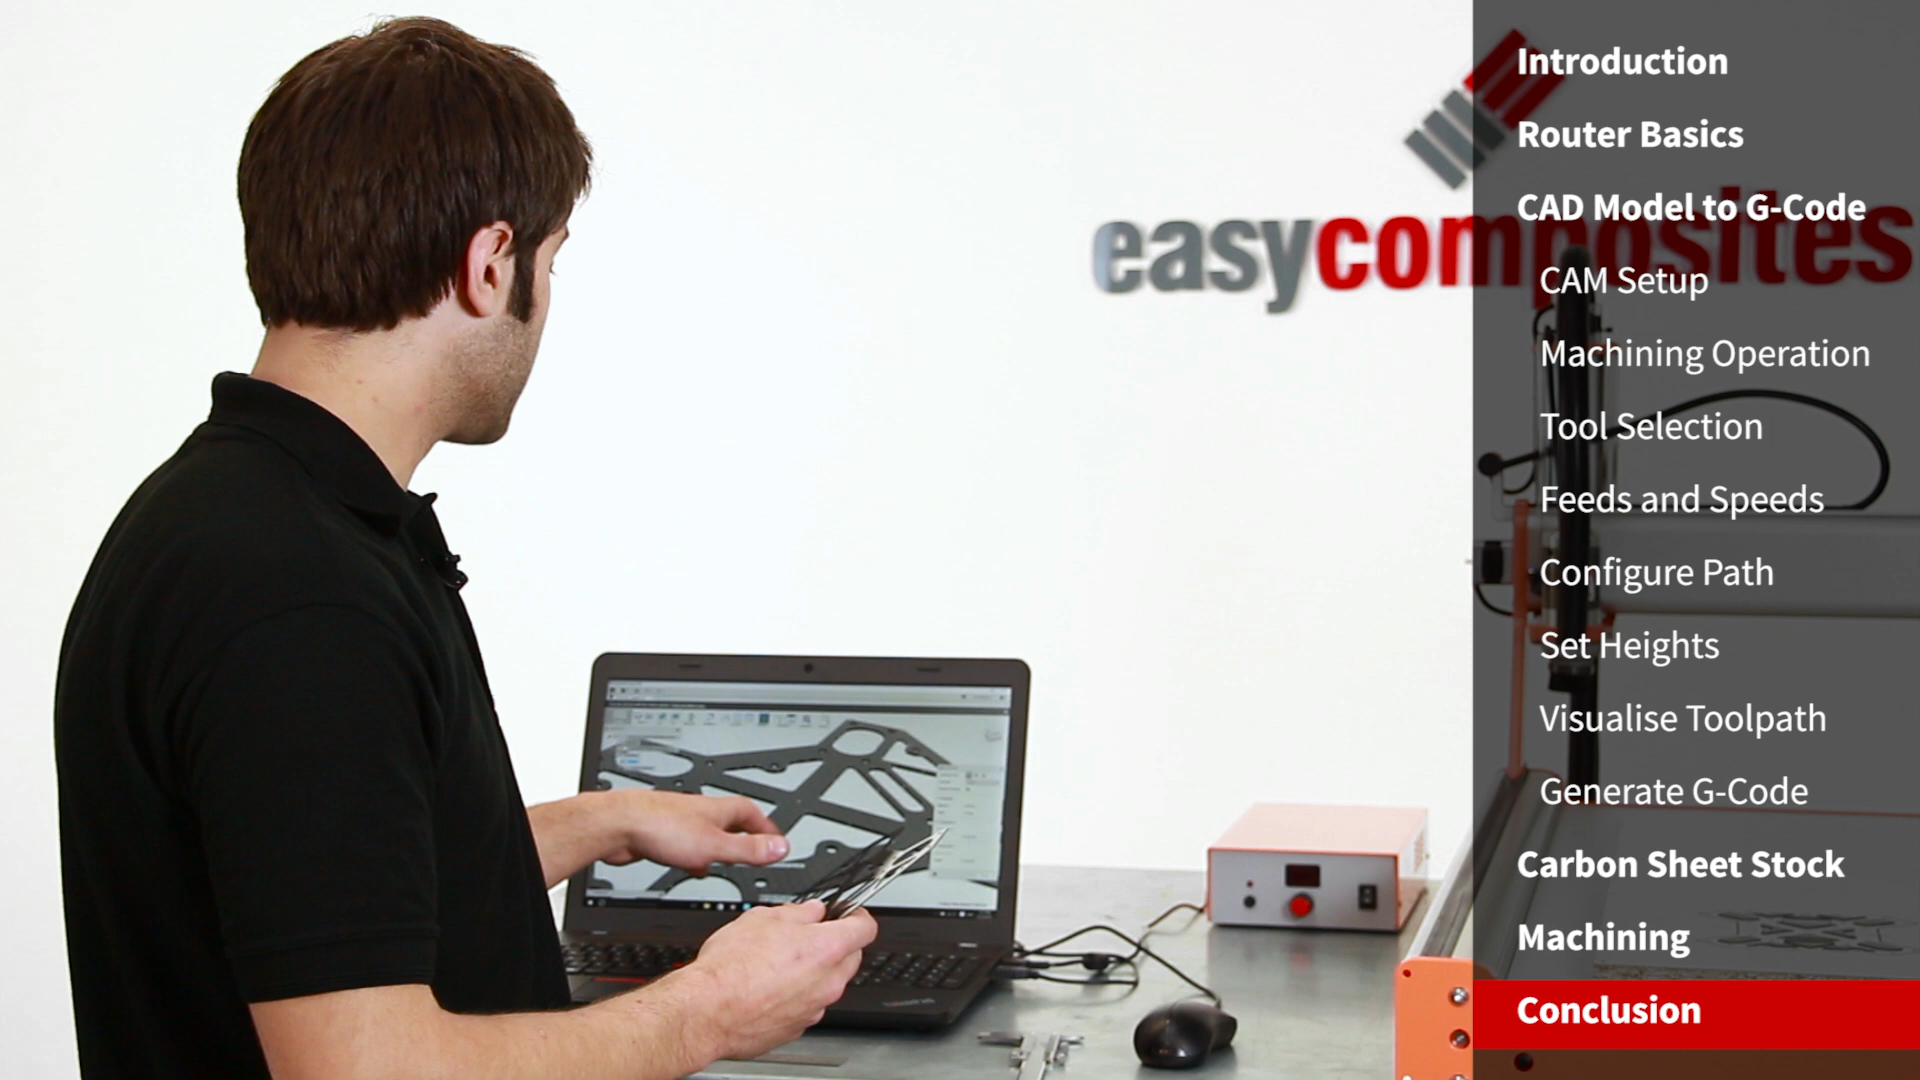 easycomposites
Introduction
Router Basics
CAD Model to G-Code
CAM Setup
Machining Operation
Tool Selection
Feeds and Speeds
Configure Path
Set Heights
Visualise Toolpath
Generate G-Code
Carbon Sheet Stock
Machining
Conclusion